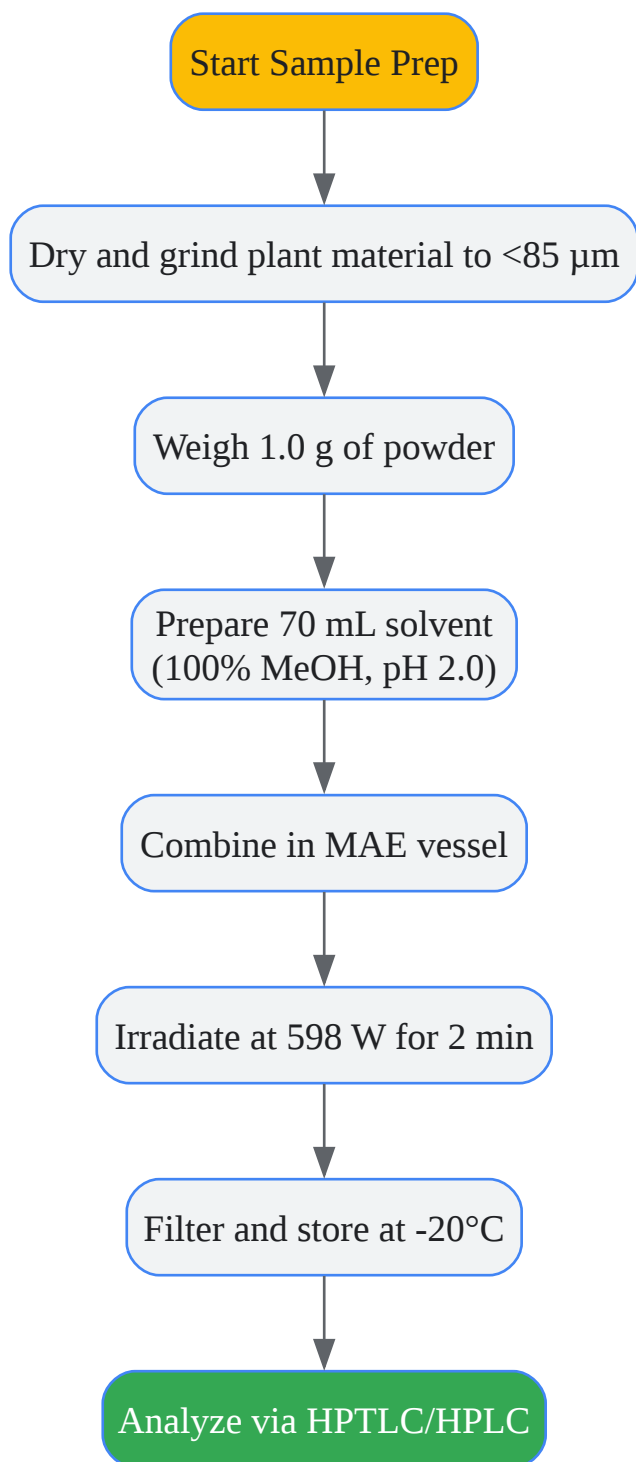 Start Sample Prep
Dry and grind plant material to <85 µm
Weigh 1.0 g of powder
Prepare 70 mL solvent
(100% MeOH, pH 2.0)
Combine in MAE vessel
Irradiate at 598 W for 2 min
Filter and store at -20°C
Analyze via HPTLC/HPLC